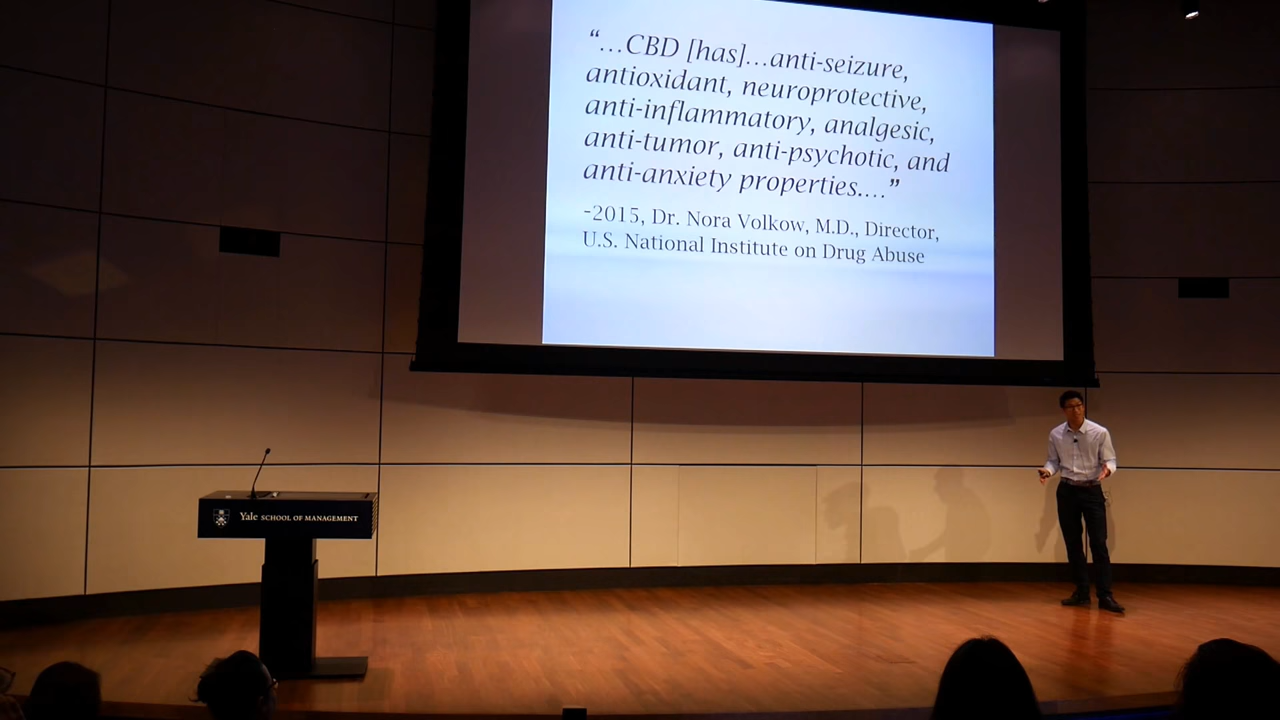 “…CBD [has]…anti-seizure,
antioxidant, neuroprotective,
anti-inflammatory, analgesic,
anti-tumor, anti-psychotic, and
anti-anxiety properties….”
-2015, Dr. Nora Volkow, M.D., Director,
U.S. National Institute on Drug Abuse
Yale SCHOOL OF MANAGEMENT